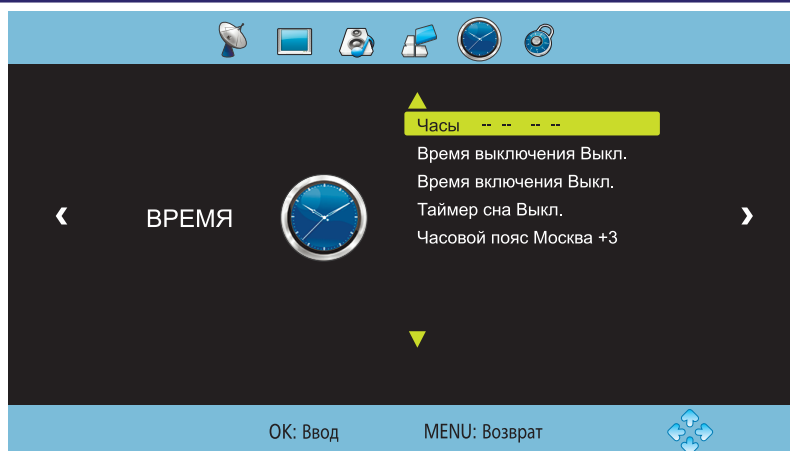 Часы -- -- -- --
Время выключения Выкл.
Время включения Выкл.
ВРЕМЯ
Таймер сна Выкл.
Часовой пояс Москва +3
OK: Ввод MENU: Возврат